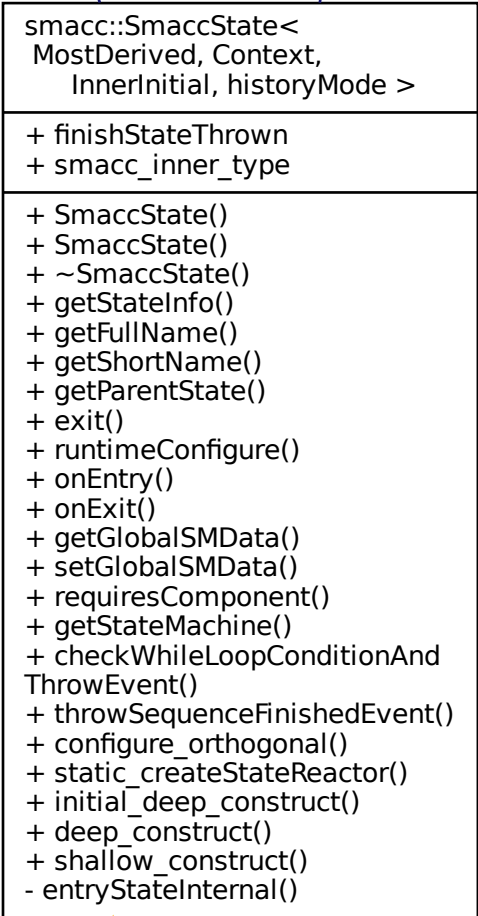 smacc::SmaccState<
MostDerived, Context,
InnerInitial, historyMode >
+ finishStateThrown
+ smacc_inner_type
+ SmaccState()
+ SmaccState()
+ ~SmaccState()
+ getStateInfo()
+ getFullName()
+ getShortName()
+ getParentState()
+ exit()
+ runtimeConfigure()
+ onEntry()
+ onExit()
+ getGlobalSMData()
+ setGlobalSMData()
+ requiresComponent()
+ getStateMachine()
+ checkWhileLoopConditionAnd
ThrowEvent()
+ throwSequenceFinishedEvent()
+ configure_orthogonal()
+ static_createStateReactor()
+ initial_deep_construct()
+ deep_construct()
+ shallow_construct()
- entryStateInternal()